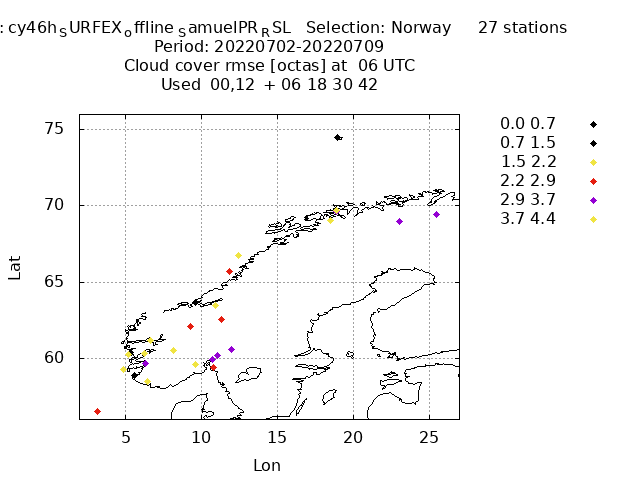 : cy46h_SURFEX_offline_SamuelPR_RSL Selection: Norway 27 stations
Period: 20220702-20220709
Cloud cover rmse [octas] at 06 UTC
Used 00,12 + 06 18 30 42
0.0 0.7
0.7 1.5
1.5 2.2
2.2 2.9
2.9 3.7
3.7 4.4
75
70
65
60
Lat
5 10 15 20 25
Lon